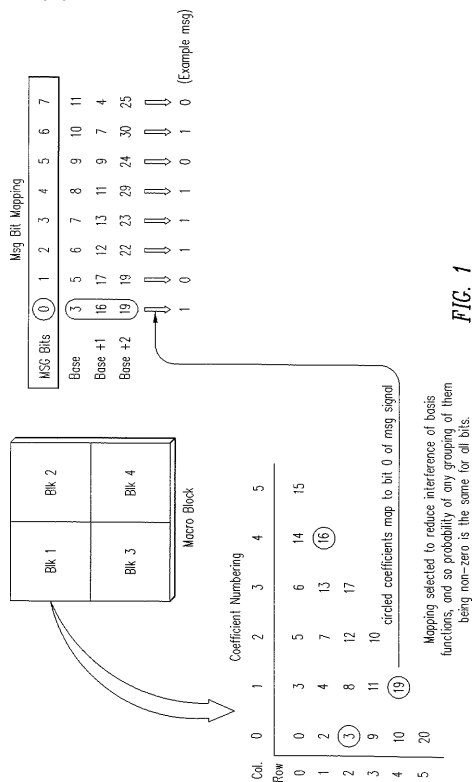 Msg Bit Mapping
MSG Bits 0 1 2 3 4 5 6 7
Base 3 5 6 7 8 9 10 11
Base +1 16 17 12 13 11 9 7 4
Base +2 19 19 22 23 29 24 30 25
1 0 1 1 1 0 1 0 (Example msg)
Blk 1 Blk 2
Blk 3 Blk 4
Macro Block
Coefficient Numbering
Col. 0 1 2 3 4 5
Row
0 0 3 5 6 14 15
1 2 4 7 13 16
2 3 8 12 17
3 9 11 10
4 10 19 circled coefficients map to bit 0 of msg signal
5 20
Mapping selected to reduce interference of basis
functions, and so probability of any grouping of them
being non-zero is the same for all bits.
FIG. 1